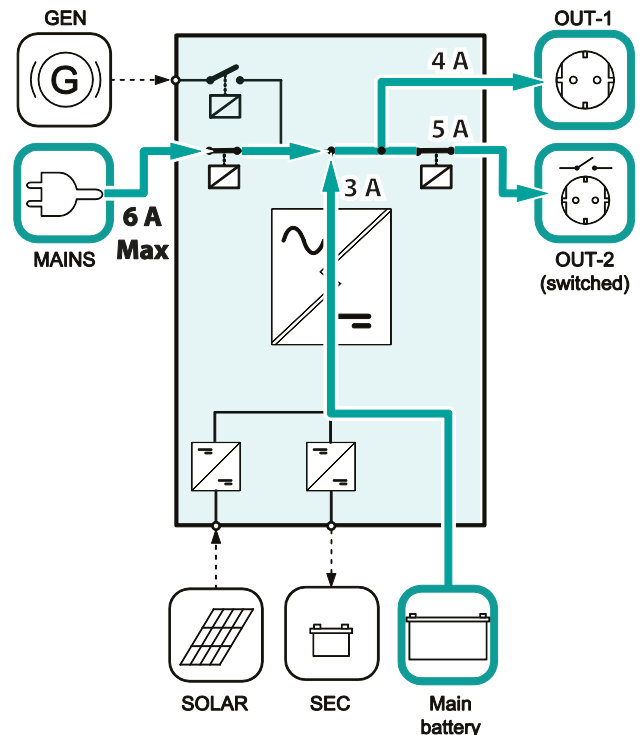 GEN
OUT-1
G
4 A
5 A
3 A
6 A
Max
MAINS
OUT-2
(switched)
SOLAR
SEC
Main
battery